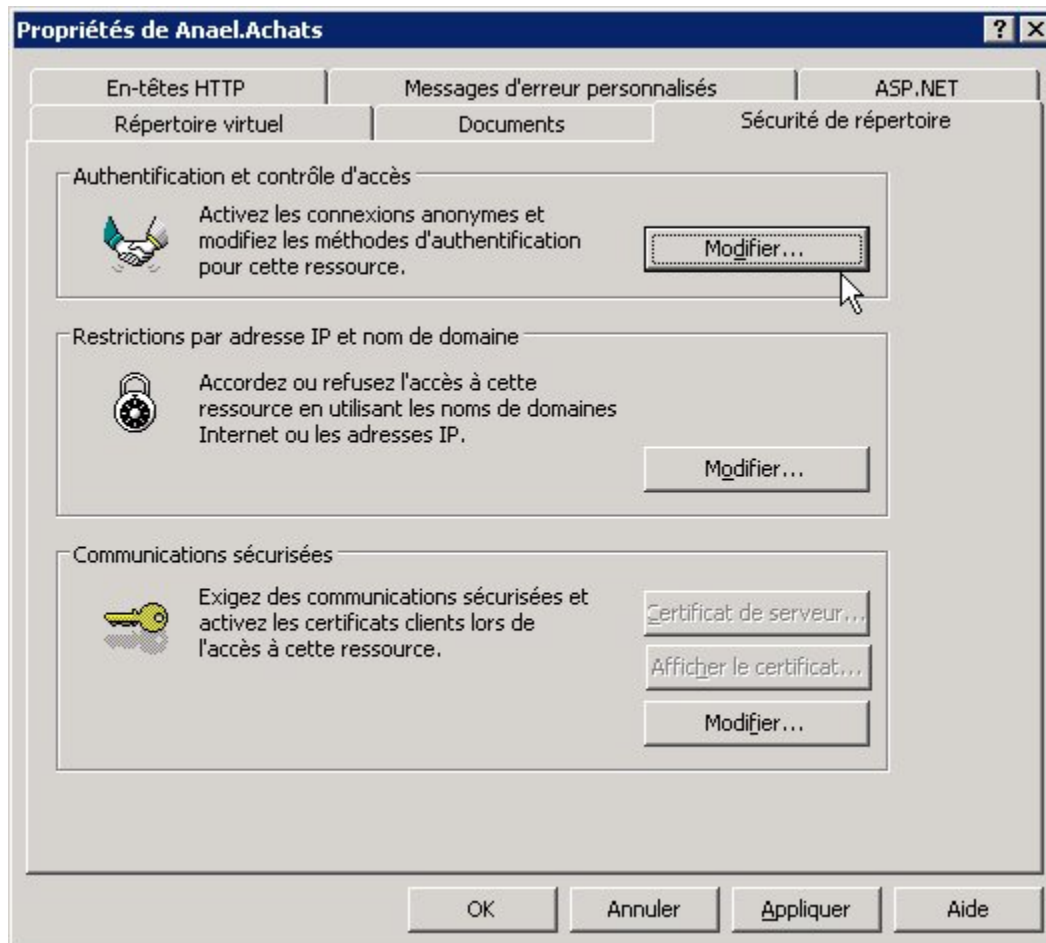 Propriétés de Anael.Achats
En-têtes HTTP
Messages d'erreur personnalisés
ASP.NET
Répertoire virtuel
Documents
Sécurité de répertoire
Authentification et contrôle d'accès
Activez les connexions anonymes et
modifiez les méthodes d'authentification
pour cette ressource.
Modifier...
Restrictions par adresse IP et nom de domaine
Accordez ou refusez l'accès à cette
ressource en utilisant les noms de domaines
Internet ou les adresses IP.
Modifier...
Communications sécurisées
Exigez des communications sécurisées et
activez les certificats clients lors de
l'accès à cette ressource.
Certificat de serveur...
Afficher le certificat...
Modifier...
OK
Annuler
Appliquer
Aide